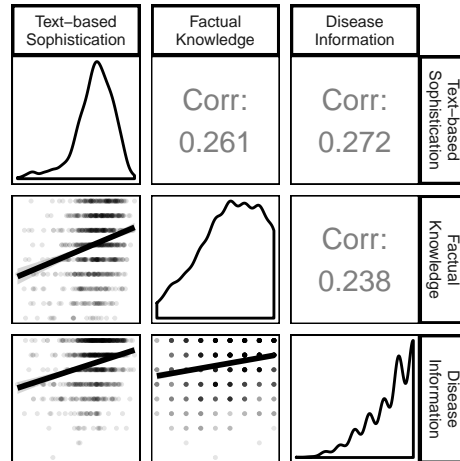 Text−based
Sophistication
Factual
Knowledge
Disease
Information
Corr:
0.261
Corr:
0.272
Text−based
Sophistication
Corr:
0.238
Factual
Knowledge
Disease
Information